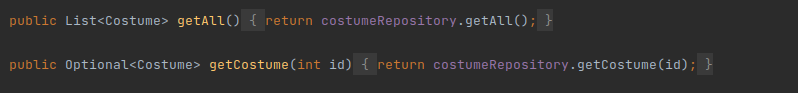 public List<Costume> getAll() { return costumeRepository.getAll(); }
public Optional<Costume> getCostume(int id) { return costumeRepository.getCostume(id); }